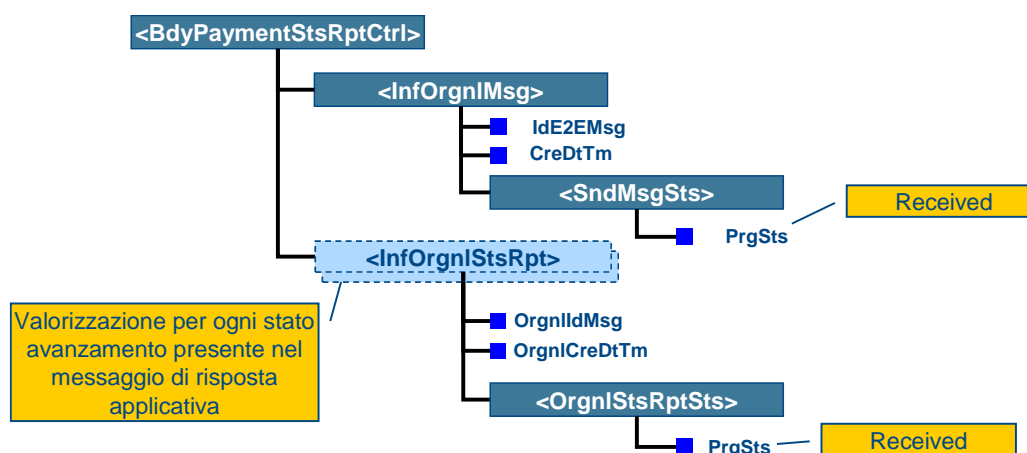 <BdyPaymentStsRptCtrl>
<InfOrgnlMsg>
IdE2EMsg
CreDtTm
<SndMsgSts>
Received
PrgSts
<InfOrgnlStsRpt>
Valorizzazione per ogni stato
avanzamento presente nel
messaggio di risposta
applicativa
OrgnlIdMsg
OrgnlCreDtTm
<OrgnlStsRptSts>
PrgSts
Received